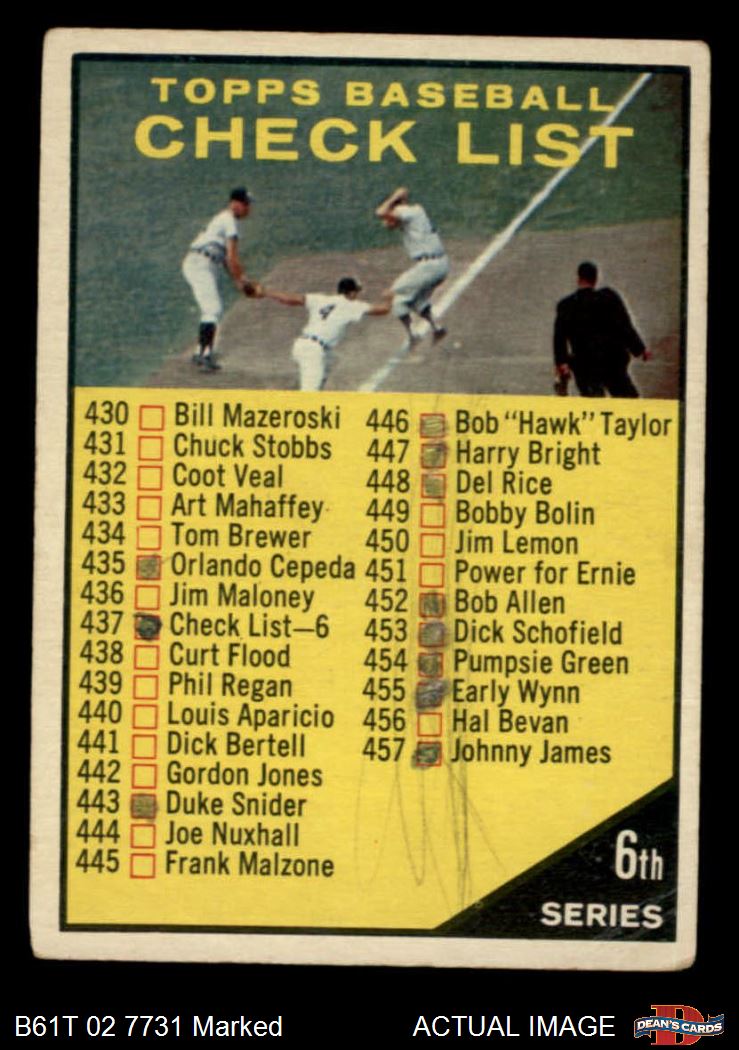 TOPPS BASEBALL
CHECK LIST
4
430 Bill Mazeroski
431 Chuck Stobbs
432 Coot Veal
433 Art Mahaffey
434 Tom Brewer
435 Orlando Cepeda
436 Jim Maloney
437 Check List—6
438 Curt Flood
439 Phil Regan
440 Louis Aparicio
441 Dick Bertell
442 Gordon Jones
443 Duke Snider
444 Joe Nuxhall
445 Frank Malzone
446 Bob "Hawk" Taylor
447 Harry Bright
448 Del Rice
449 Bobby Bolin
450 Jim Lemon
451 Power for Ernie
452 Bob Allen
453 Dick Schofield
454 Pumpsie Green
455 Early Wynn
456 Hal Bevan
457 Johnny James
6th
SERIES
B61T 02 7731 Marked
ACTUAL IMAGE
D
DEAN'S CARDS